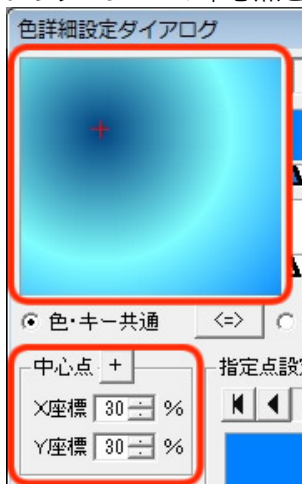 色詳細設定ダイアログ
色・キー共通
<=>
中心点 +
指定点設
X座標 30 %
Y座標 30 %